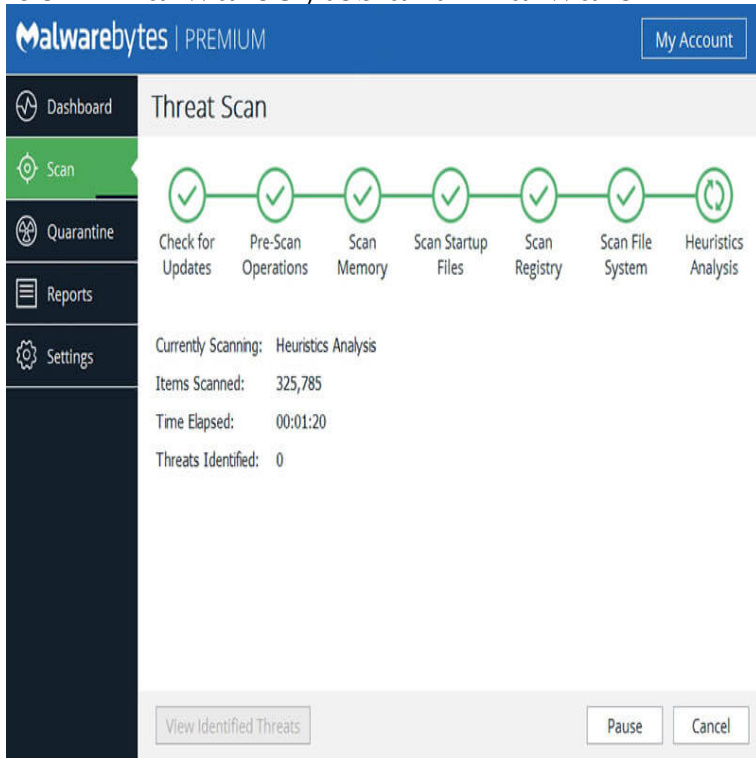 Malwarebytes | PREMIUM
My Account
Dashboard
Scan
Quarantine
Reports
Settings
Threat Scan
Check for Updates
Pre-Scan Operations
Scan Memory
Scan Startup Files
Scan Registry
Scan File System
Heuristics Analysis
Currently Scanning: Heuristics Analysis
Items Scanned: 325,785
Time Elapsed: 00:01:20
Threats Identified: 0
View Identified Threats
Pause
Cancel